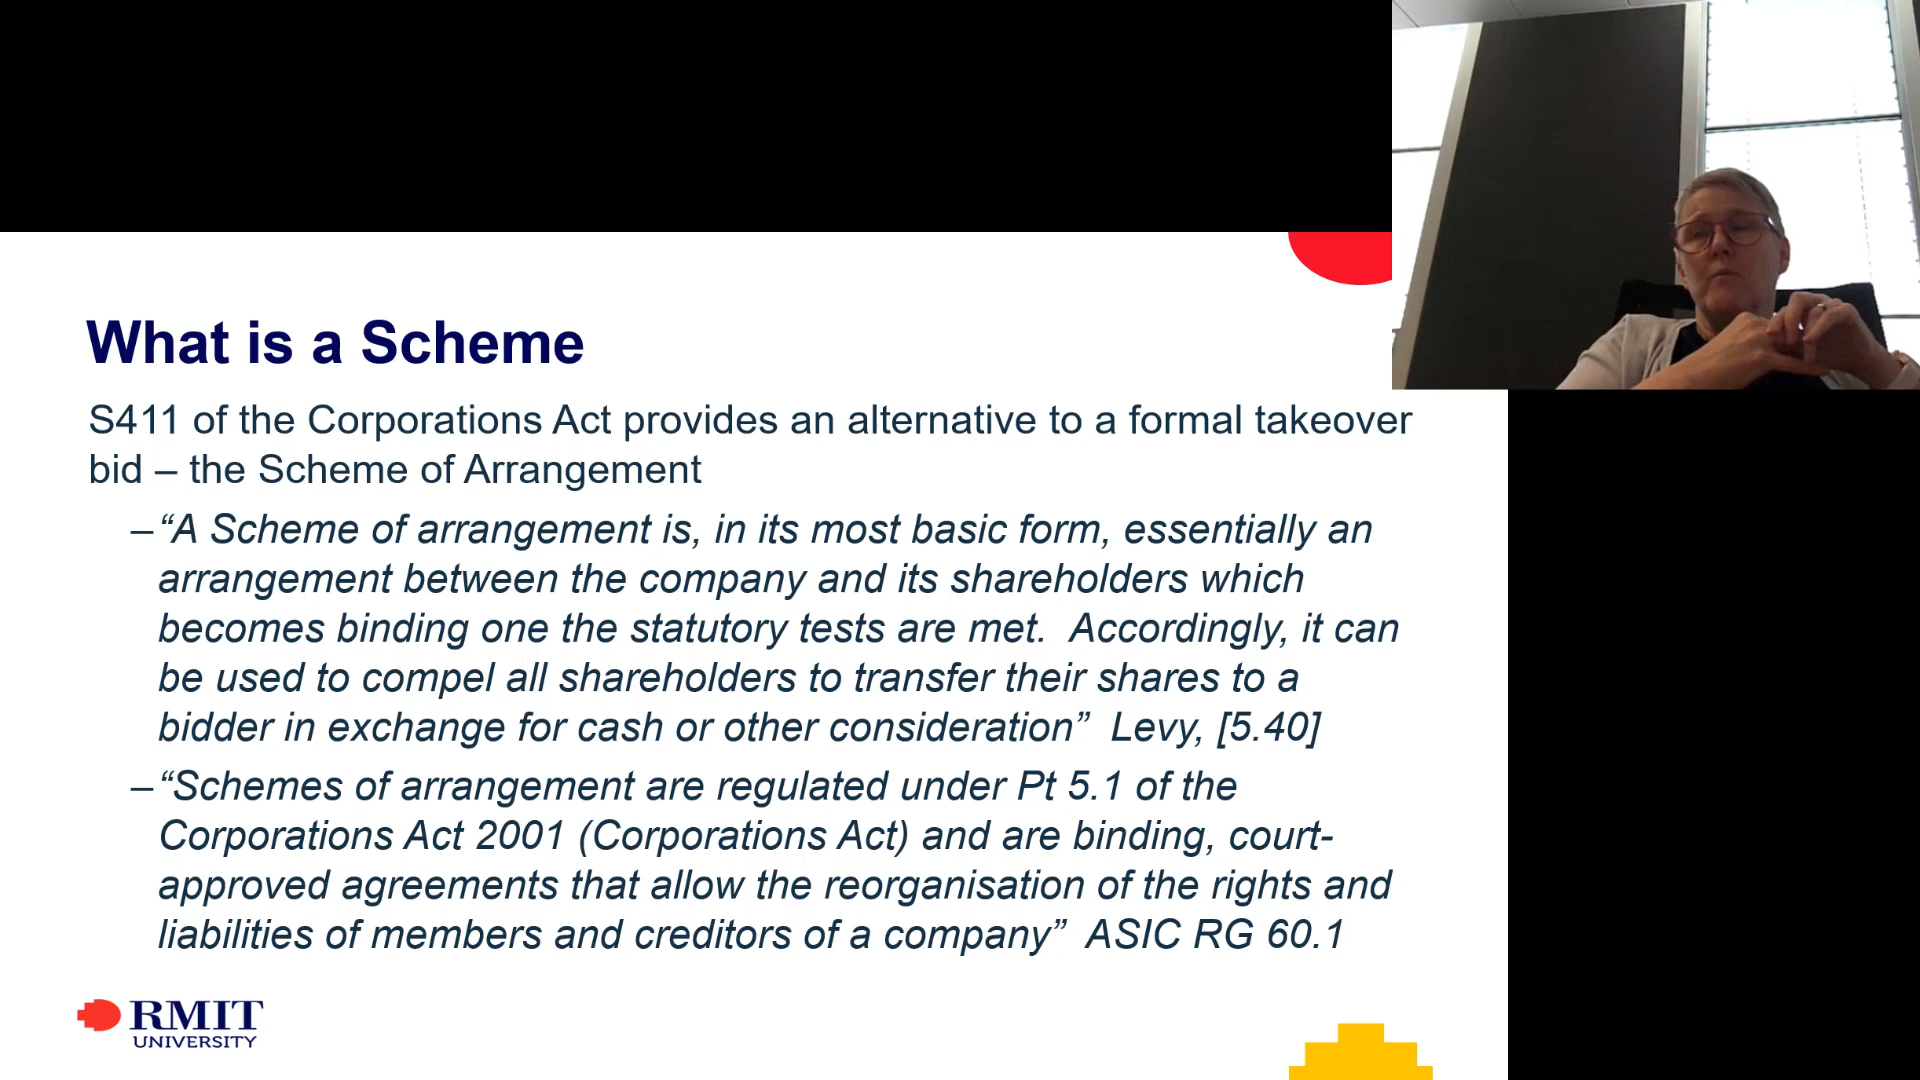 What is a Scheme
S411 of the Corporations Act provides an alternative to a formal takeover
bid – the Scheme of Arrangement
–“A Scheme of arrangement is, in its most basic form, essentially an
arrangement between the company and its shareholders which
becomes binding one the statutory tests are met.  Accordingly, it can
be used to compel all shareholders to transfer their shares to a
bidder in exchange for cash or other consideration”  Levy, [5.40]
–“Schemes of arrangement are regulated under Pt 5.1 of the
Corporations Act 2001 (Corporations Act) and are binding, court-
approved agreements that allow the reorganisation of the rights and
liabilities of members and creditors of a company”  ASIC RG 60.1
RMIT
UNIVERSITY